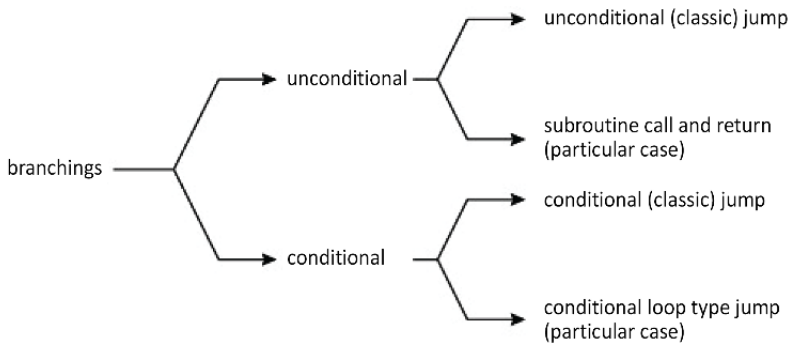 unconditional (classic) jump
unconditional
subroutine call and return
(particular case)
branchings
conditional (classic) jump
conditional
conditional loop type jump
(particular case)